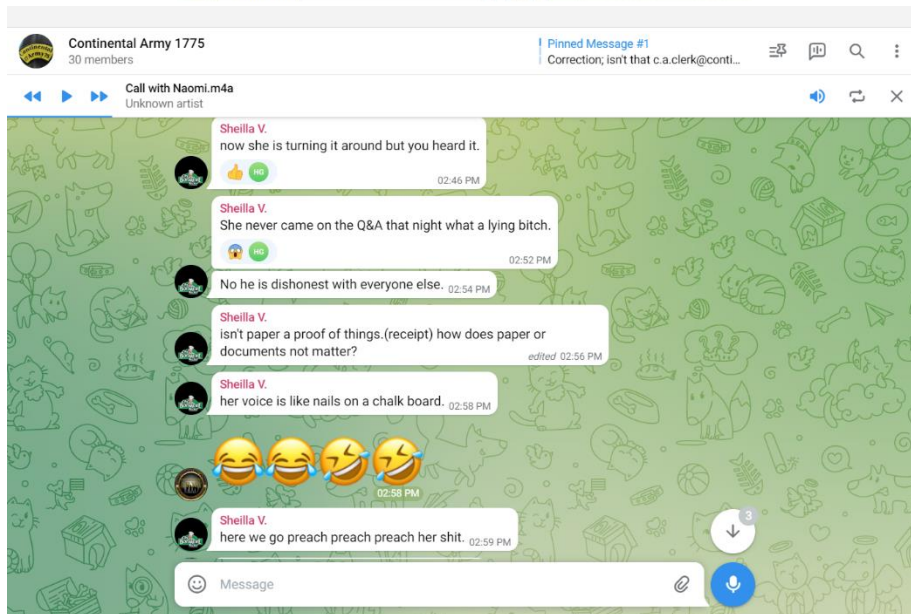 Continental Army 1775
30 members
Pinned Message #1
Correction; isn't that c.a.clerk@conti...
Call with Naomi.m4a
Unknown artist
Sheilla V.
now she is turning it around but you heard it.
HG
02:46 PM
Sheilla V.
She never came on the Q&A that night what a lying bitch.
HG
02:52 PM
No he is dishonest with everyone else. 02:54 PM
Sheilla V.
isn't paper a proof of things.(receipt) how does paper or
documents not matter?
edited 02:56 PM
Sheilla V.
her voice is like nails on a chalk board. 02:58 PM
02:58 PM
Sheilla V.
here we go preach preach preach her shit. 02:59 PM
3
Message